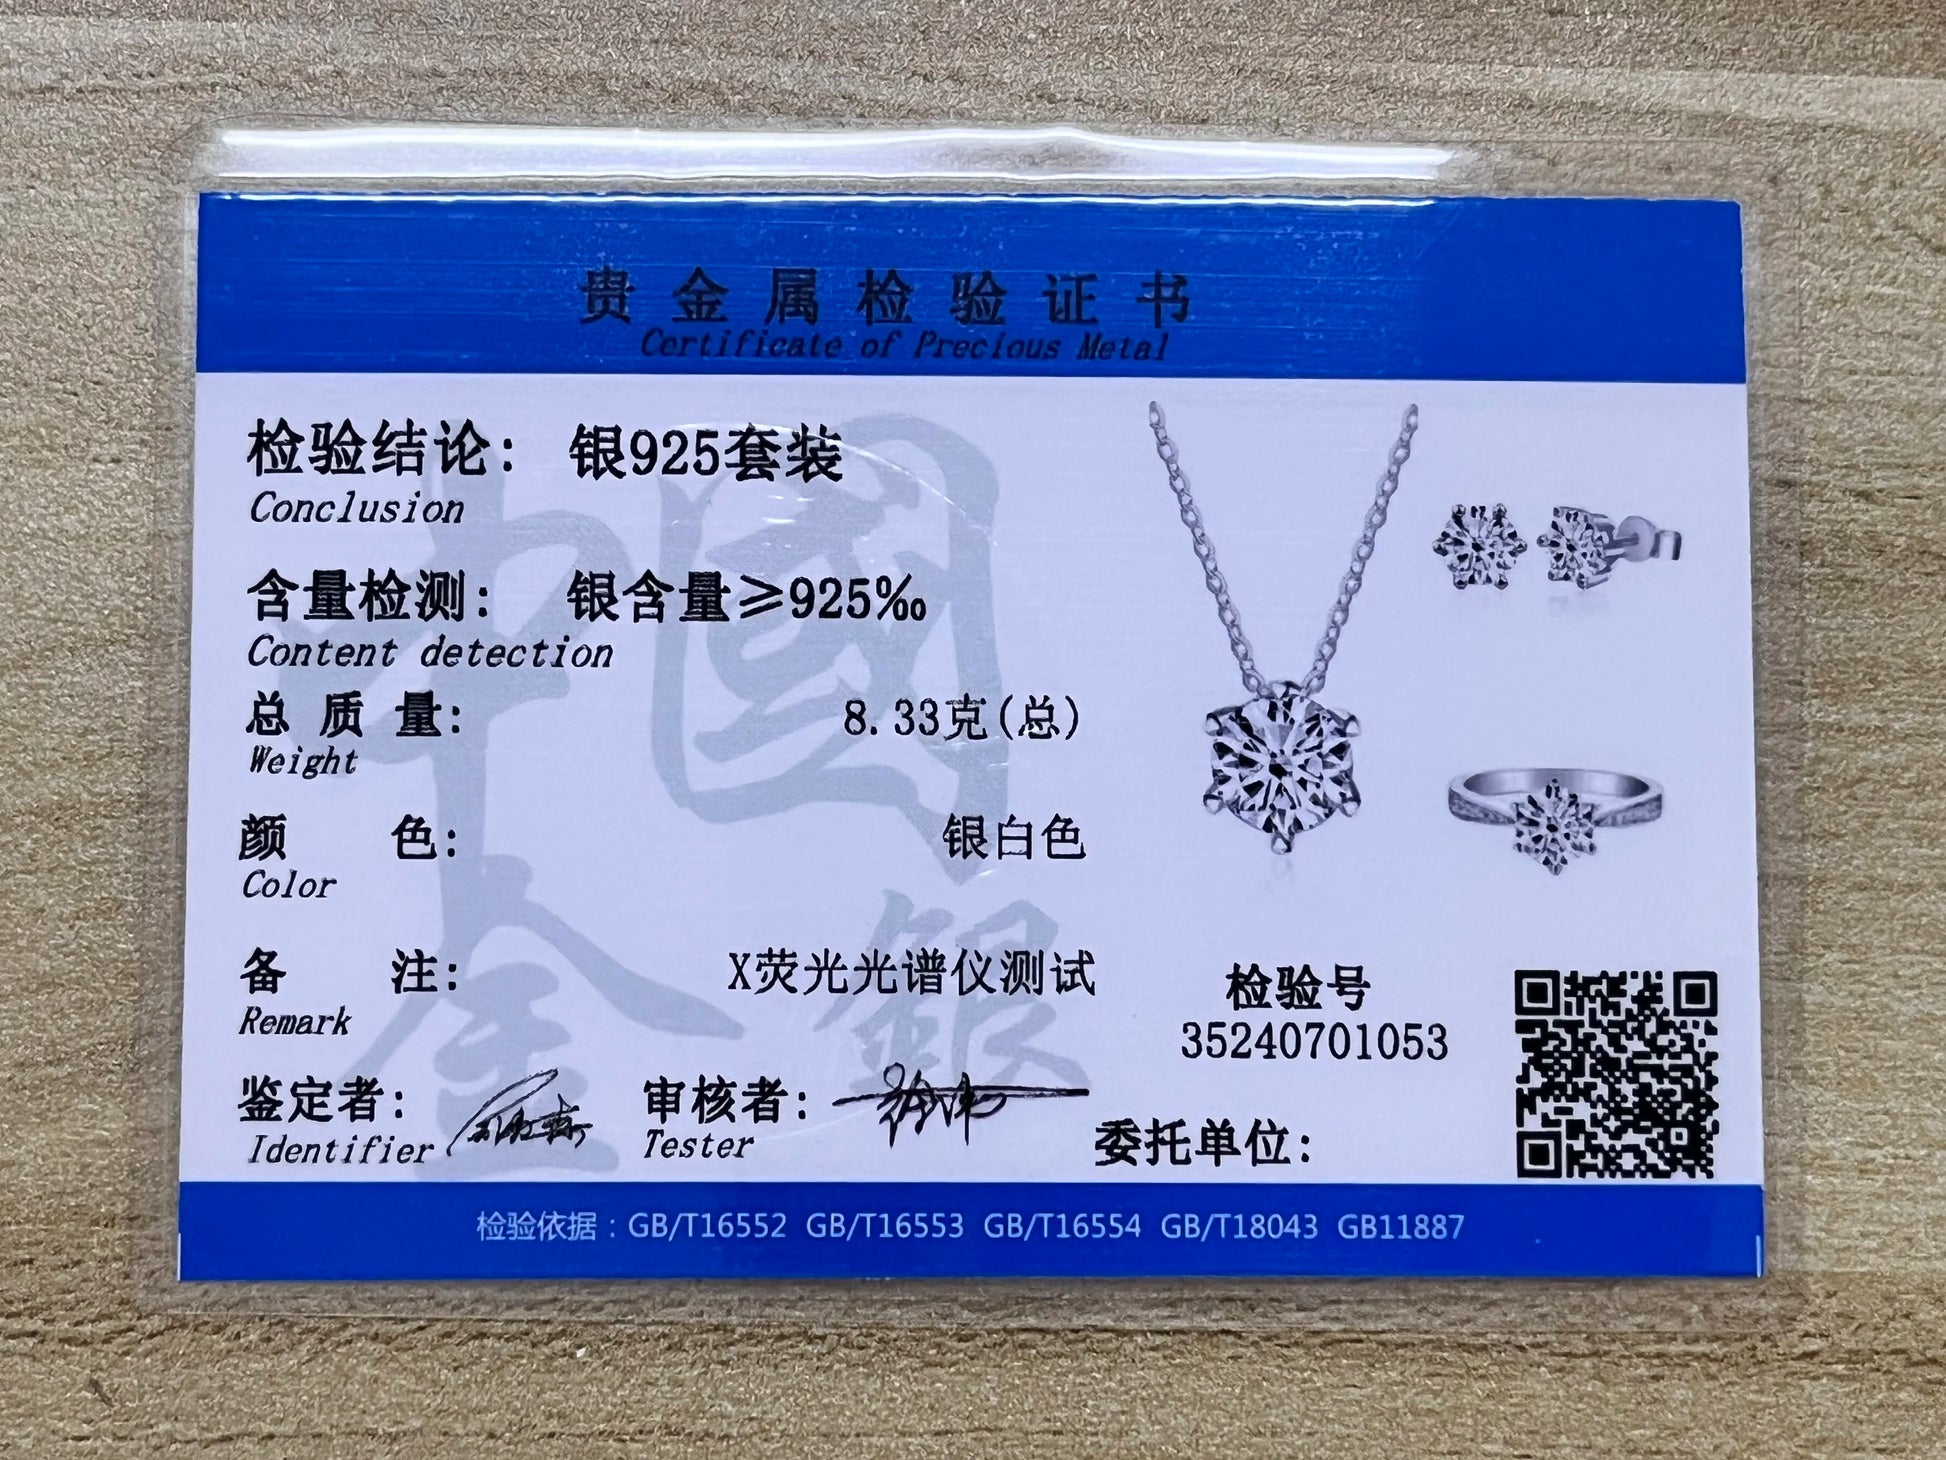 贵金属检验证书
Certificate of Precious Metal
检验结论: 银925套装
Conclusion
含量检测: 银含量≥925‰
Content detection
总质量: 8.33克(总)
Weight
颜色: 银白色
Color
备注: X荧光光谱仪测试
Remark
检验号
35240701053
鉴定者: 审核者:
Identifier Tester
委托单位:
检验依据:GB/T16552 GB/T16553 GB/T16554 GB/T18043 GB11887
中國
金銀